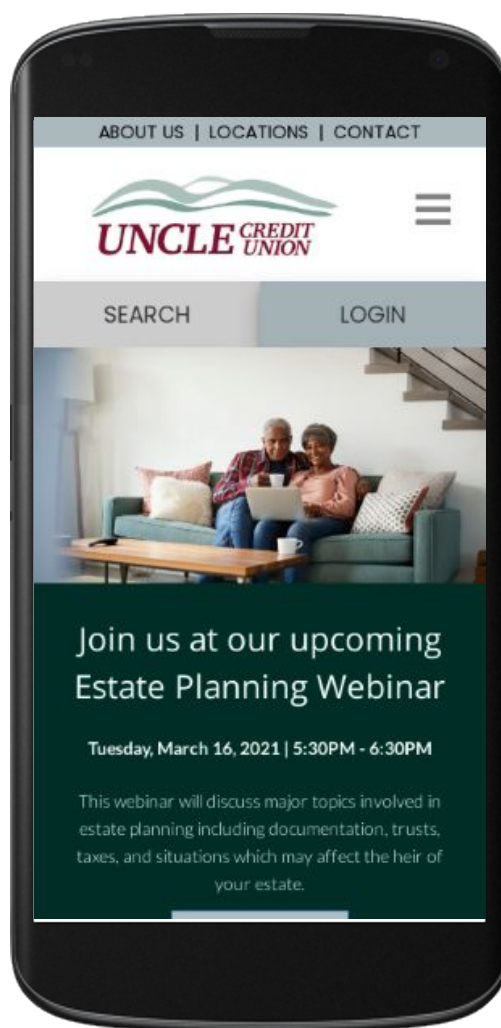 ABOUT US | LOCATIONS | CONTACT
UNCLE CREDIT UNION
SEARCH
LOGIN
Join us at our upcoming
Estate Planning Webinar
Tuesday, March 16, 2021 | 5:30PM - 6:30PM
This webinar will discuss major topics involved in
estate planning including documentation, trusts,
taxes, and situations which may affect the heir of
your estate.